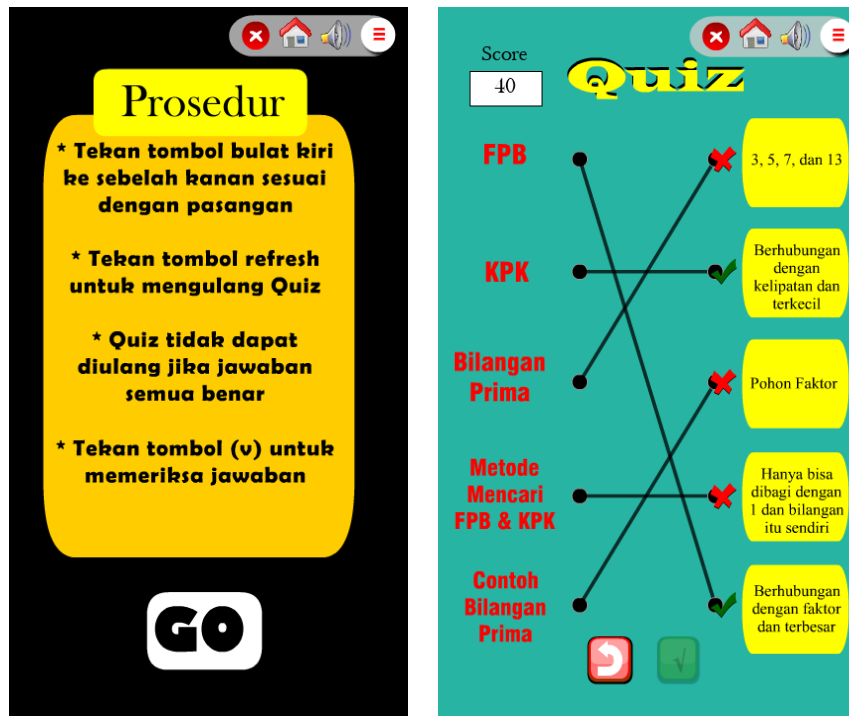 Prosedur
* Tekan tombol bulat kiri
ke sebelah kanan sesuai
dengan pasangan
* Tekan tombol refresh
untuk mengulang Quiz
* Quiz tidak dapat
diulang jika jawaban
semua benar
* Tekan tombol (v) untuk
memeriksa jawaban
GO
Score
40
Quiz
FPB
3, 5, 7, dan 13
KPK
Berhubungan
dengan
kelipatan dan
terkecil
Bilangan
Prima
Pohon Faktor
Metode
Mencari
FPB & KPK
Hanya bisa
dibagi dengan
1 dan bilangan
itu sendiri
Contoh
Bilangan
Prima
Berhubungan
dengan faktor
dan terbesar
√